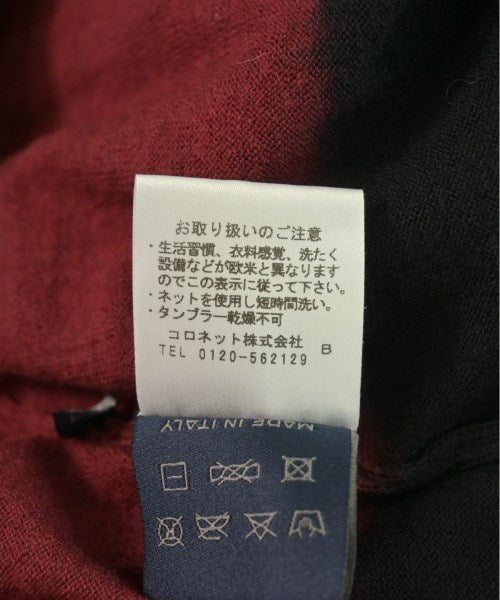 お取り扱いのご注意
・生活習慣、衣料感覚、洗たく
設備などが欧米と異なります
のでこの表示に従って下さい。
・ネットを使用し短時間洗い。
・タンブラー乾燥不可
コロネット株式会社 B
TEL 0120-562129
MADE IN ITALY